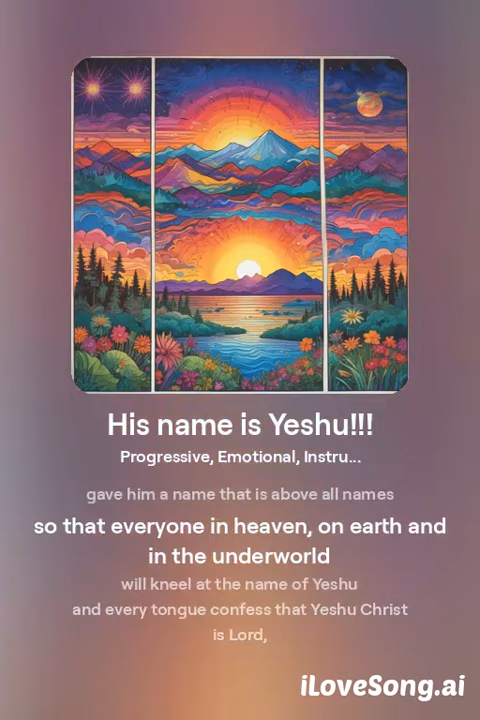 His name is Yeshu!!!
Progressive, Emotional, Instru...
gave him a name that is above all names
so that everyone in heaven, on earth and
in the underworld
will kneel at the name of Yeshu
and every tongue confess that Yeshu Christ
is Lord,
iLoveSong.ai